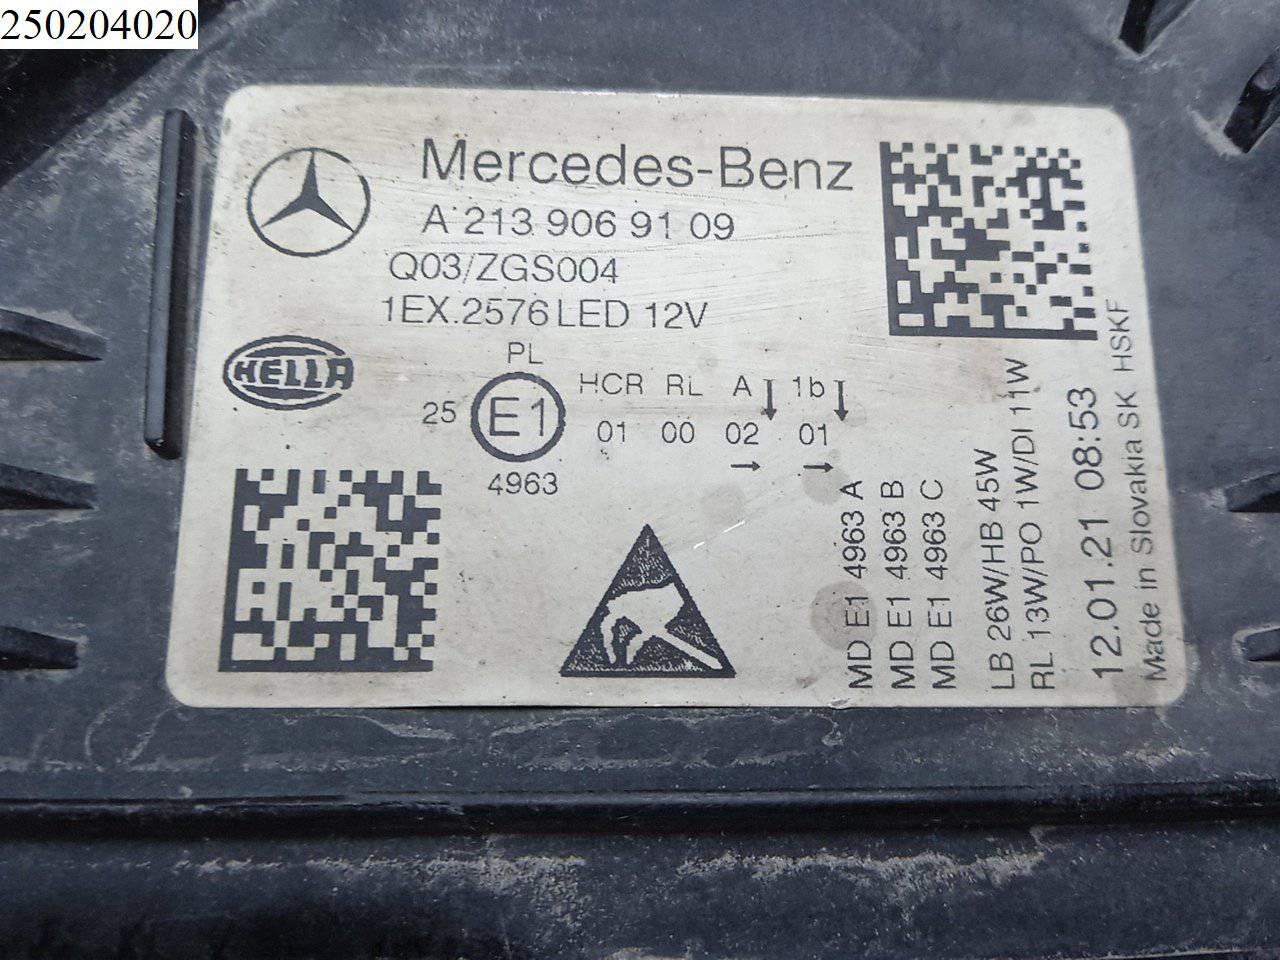 250204020
Mercedes-Benz
A 213 906 91 09
Q03/ZGS004
1EX.2576 LED 12V
HELLA
PL
25 E1 HCR RL A 1b
01 00 02 01
4963
MD E1 4963 A
MD E1 4963 B
MD E1 4963 C
LB 26W/HB 45W
RL 13W/PO 1W/DI 11W
12.01.21 08:53
Made in Slovakia SK HSKF